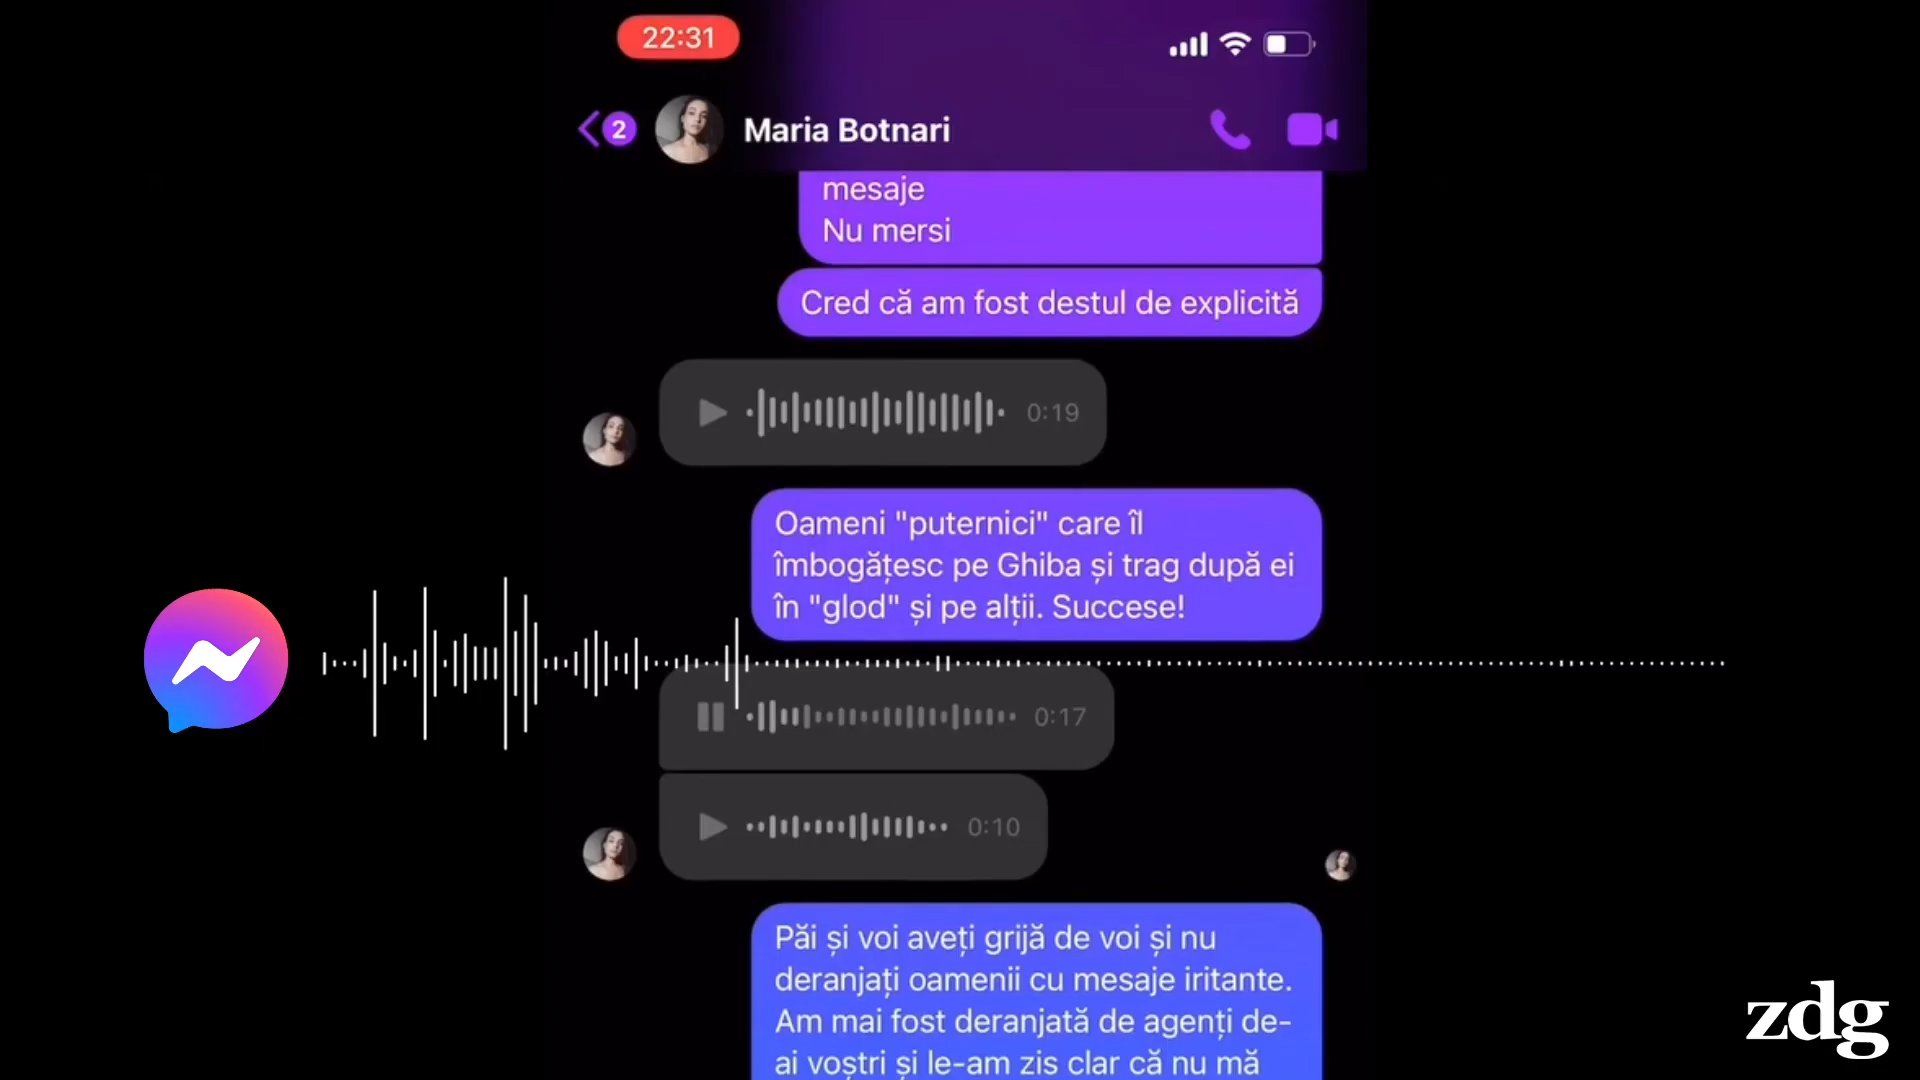 22:31
2
Maria Botnari
mesaje
Nu mersi
Cred că am fost destul de explicită
0:19
Oameni "puternici" care îl
îmbogățesc pe Ghiba și trag după ei
în "glod" și pe alții. Succese!
0:17
0:10
Păi și voi aveți grijă de voi și nu
deranjați oamenii cu mesaje iritante.
Am mai fost deranjată de agenți de-
ai voștri și le-am zis clar că nu mă
zdg